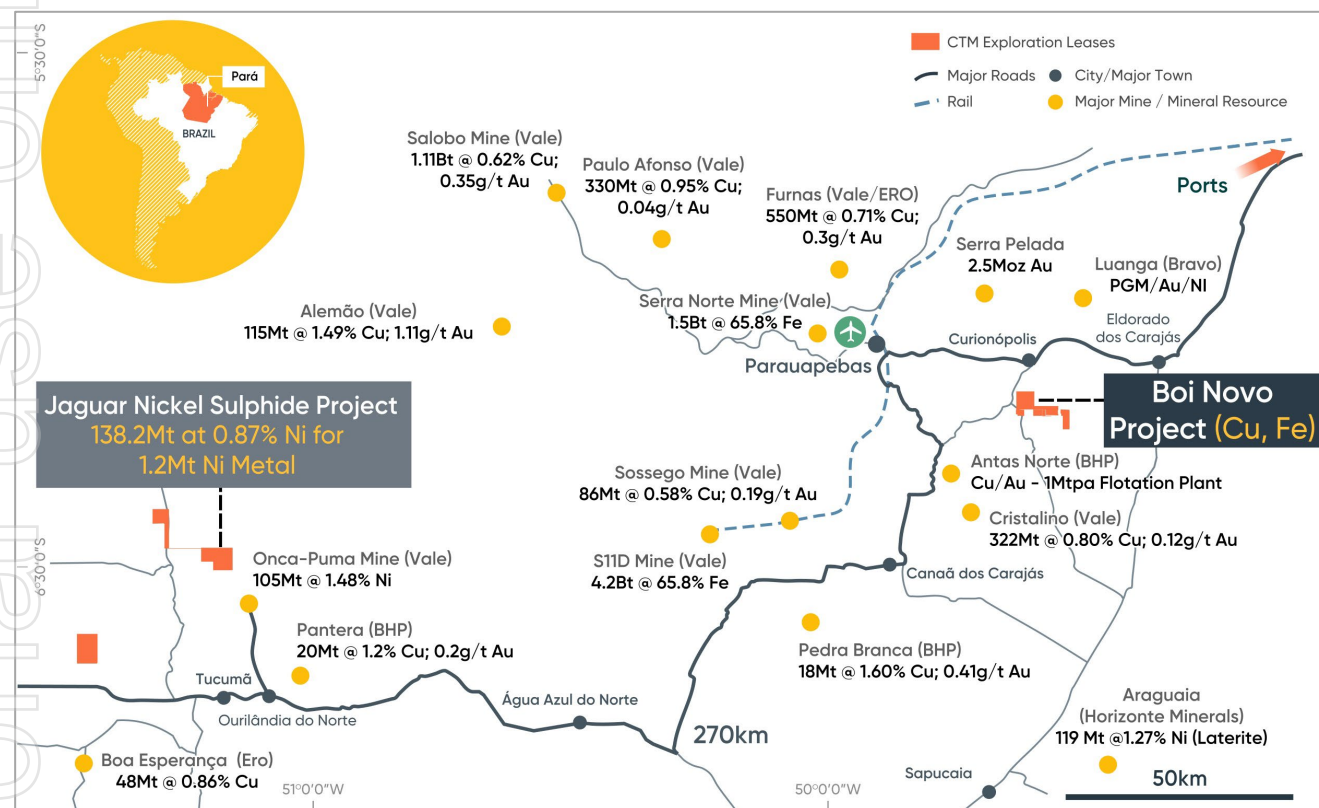 5°30'0"S
Pará
BRAZIL
CTM Exploration Leases
Major Roads
City/Major Town
Rail
Major Mine / Mineral Resource
Salobo Mine (Vale)
1.11Bt @ 0.62% Cu;
0.35g/t Au
Paulo Afonso (Vale)
330Mt @ 0.95% Cu;
0.04g/t Au
Furnas (Vale/ERO)
550Mt @ 0.71% Cu;
0.3g/t Au
Ports
Serra Pelada
2.5Moz Au
Luanga (Bravo)
PGM/Au/NI
Alemão (Vale)
115Mt @ 1.49% Cu; 1.11g/t Au
Serra Norte Mine (Vale)
1.5Bt @ 65.8% Fe
Parauapebas
Curionópolis
Eldorado
dos Carajás
Jaguar Nickel Sulphide Project
138.2Mt at 0.87% Ni for
1.2Mt Ni Metal
Boi Novo
Project (Cu, Fe)
Sossego Mine (Vale)
86Mt @ 0.58% Cu; 0.19g/t Au
Antas Norte (BHP)
Cu/Au - 1Mtpa Flotation Plant
Cristalino (Vale)
322Mt @ 0.80% Cu; 0.12g/t Au
6°30'0"S
Onca-Puma Mine (Vale)
105Mt @ 1.48% Ni
S11D Mine (Vale)
4.2Bt @ 65.8% Fe
Canaã dos Carajás
Pantera (BHP)
20Mt @ 1.2% Cu; 0.2g/t Au
Pedra Branca (BHP)
18Mt @ 1.60% Cu; 0.41g/t Au
Tucumã
Ourilândia do Norte
Água Azul do Norte
270km
Araguaia
(Horizonte Minerals)
119 Mt @1.27% Ni (Laterite)
Boa Esperança (Ero)
48Mt @ 0.86% Cu
Sapucaia
50km
51°0'0"W
50°0'0"W